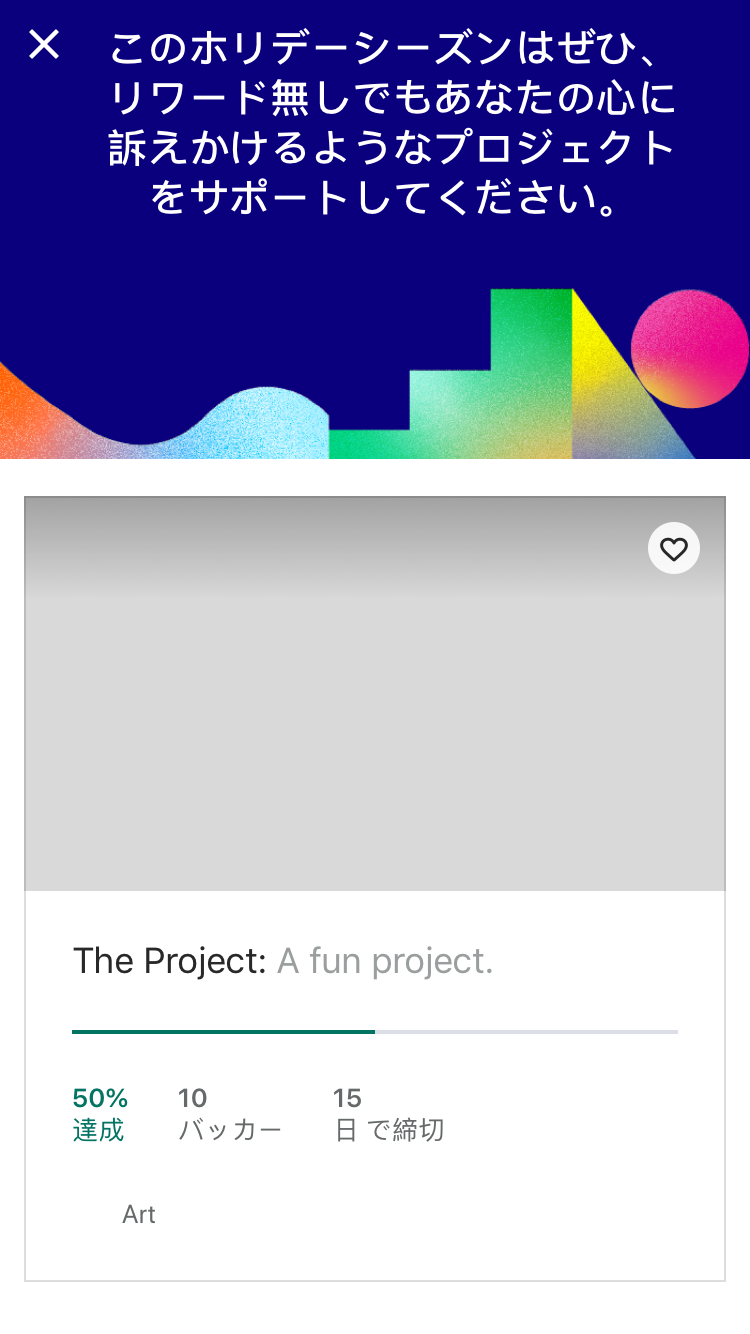 このホリデーシーズンはぜひ、
リワード無しでもあなたの心に
訴えかけるようなプロジェクト
をサポートしてください。
The Project: A fun project.
50% 10 15
達成 バッカー 日 で締切
Art